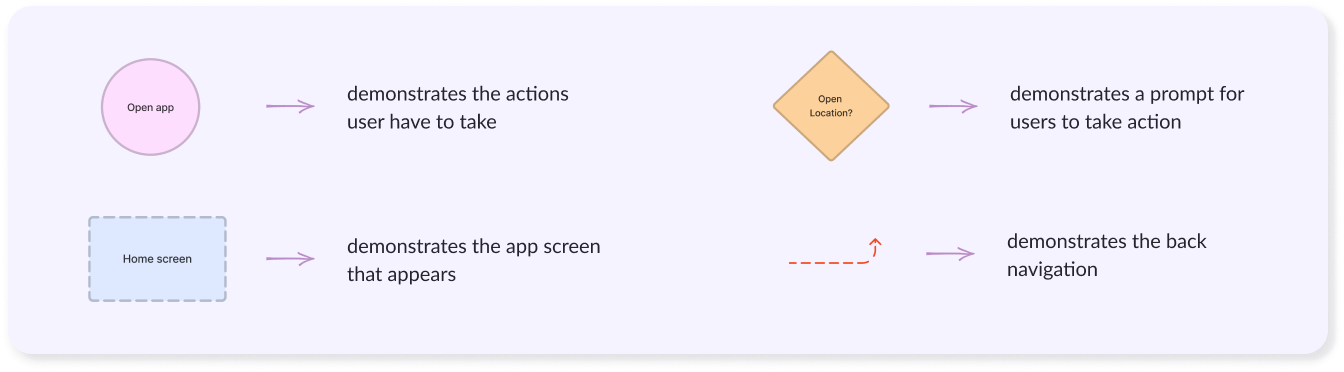 Open app
demonstrates the actions
user have to take
Open
Location?
demonstrates a prompt for
users to take action
Home screen
demonstrates the app screen
that appears
demonstrates the back
navigation